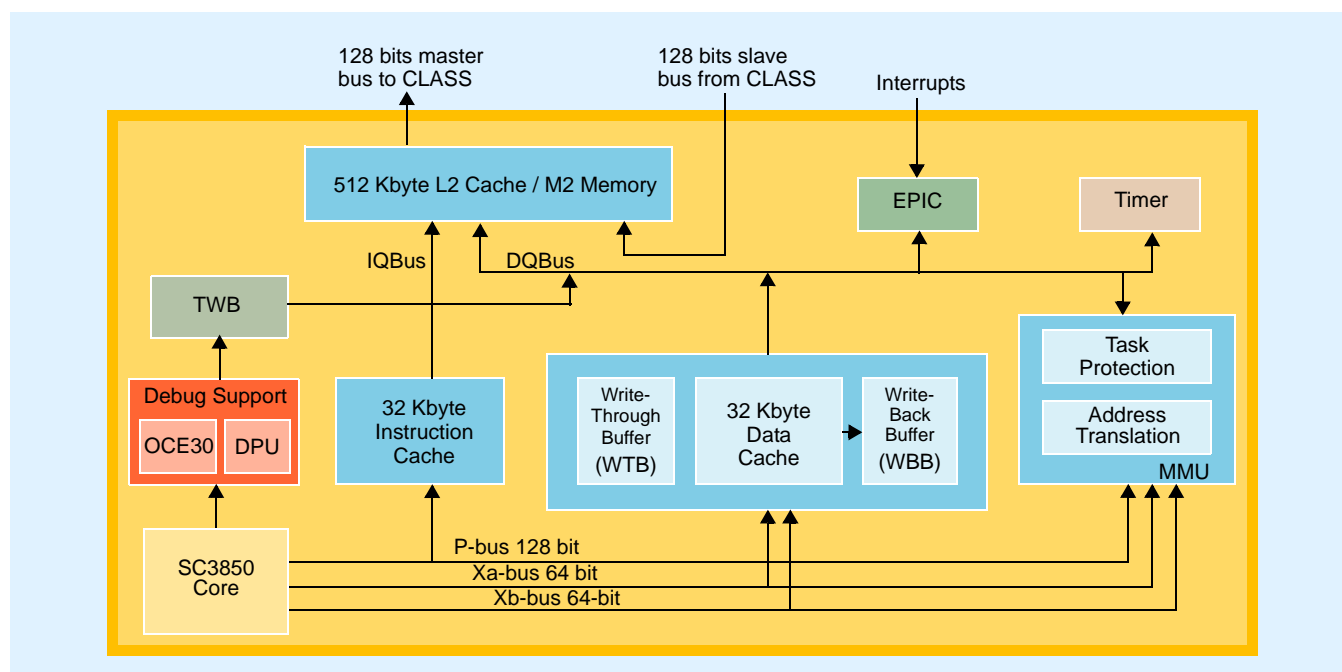 128 bits master
bus to CLASS
128 bits slave
bus from CLASS
Interrupts
512 Kbyte L2 Cache / M2 Memory
EPIC
Timer
IQBus
DQBus
TWB
Task
Protection
Address
Translation
MMU
Debug Support
OCE30
DPU
32 Kbyte
Instruction
Cache
Write-
Through
Buffer
(WTB)
32 Kbyte
Data
Cache
Write-
Back
Buffer
(WBB)
SC3850
Core
P-bus 128 bit
Xa-bus 64 bit
Xb-bus 64-bit